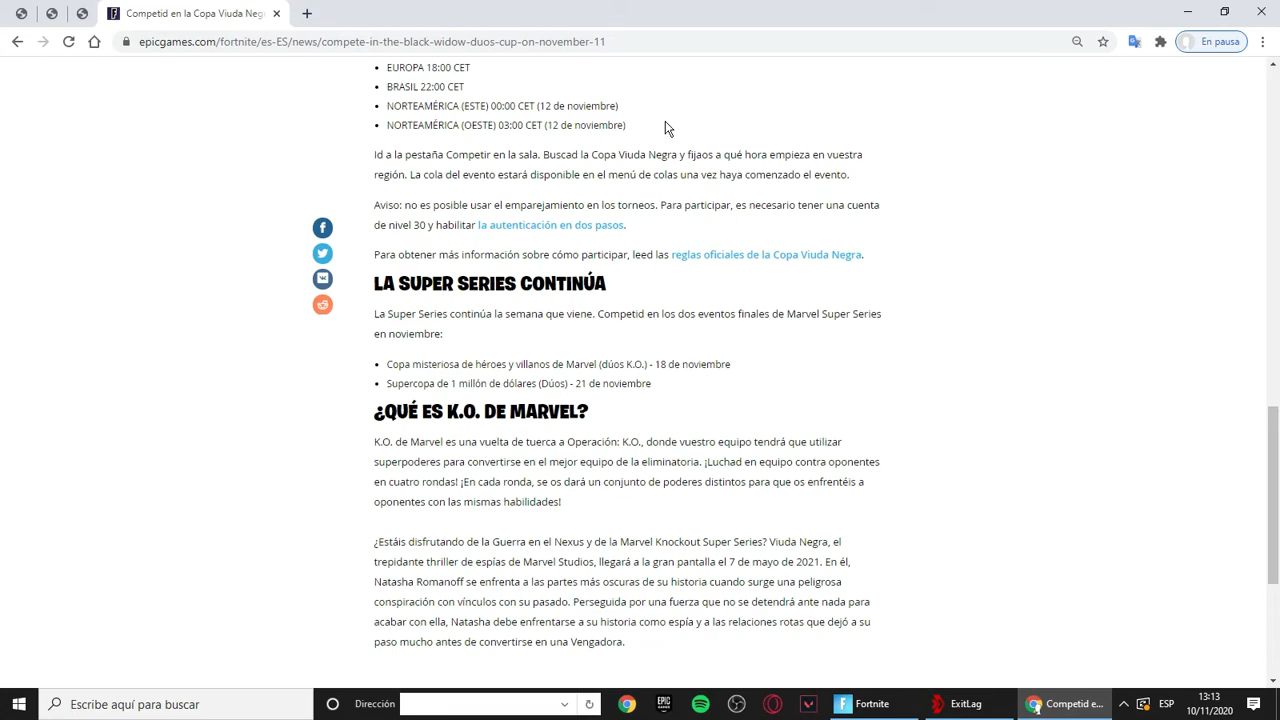 Competid en la Copa Viuda Neg
epicgames.com/fortnite/es-ES/news/compete-in-the-black-widow-duos-cup-on-november-11
En pausa
EUROPA 18:00 CET
BRASIL 22:00 CET
NORTEAMÉRICA (ESTE) 00:00 CET (12 de noviembre)
NORTEAMÉRICA (OESTE) 03:00 CET (12 de noviembre)
Id a la pestaña Competir en la sala. Buscad la Copa Viuda Negra y fijaos a qué hora empieza en vuestra
región. La cola del evento estará disponible en el menú de colas una vez haya comenzado el evento.
Aviso: no es posible usar el emparejamiento en los torneos. Para participar, es necesario tener una cuenta
de nivel 30 y habilitar la autenticación en dos pasos.
Para obtener más información sobre cómo participar, leed las reglas oficiales de la Copa Viuda Negra.
LA SUPER SERIES CONTINÚA
La Super Series continúa la semana que viene. Competid en los dos eventos finales de Marvel Super Series
en noviembre:
Copa misteriosa de héroes y villanos de Marvel (dúos K.O.) - 18 de noviembre
Supercopa de 1 millón de dólares (Dúos) - 21 de noviembre
¿QUÉ ES K.O. DE MARVEL?
K.O. de Marvel es una vuelta de tuerca a Operación: K.O., donde vuestro equipo tendrá que utilizar
superpoderes para convertirse en el mejor equipo de la eliminatoria. ¡Luchad en equipo contra oponentes
en cuatro rondas! ¡En cada ronda, se os dará un conjunto de poderes distintos para que os enfrentéis a
oponentes con las mismas habilidades!
¿Estáis disfrutando de la Guerra en el Nexus y de la Marvel Knockout Super Series? Viuda Negra, el
trepidante thriller de espías de Marvel Studios, llegará a la gran pantalla el 7 de mayo de 2021. En él,
Natasha Romanoff se enfrenta a las partes más oscuras de su historia cuando surge una peligrosa
conspiración con vínculos con su pasado. Perseguida por una fuerza que no se detendrá ante nada para
acabar con ella, Natasha debe enfrentarse a su historia como espía y a las relaciones rotas que dejó a su
paso mucho antes de convertirse en una Vengadora.
Escribe aquí para buscar
Dirección
EPIC GAMES
Fortnite
ExitLag
Competid e...
ESP
13:13
10/11/2020